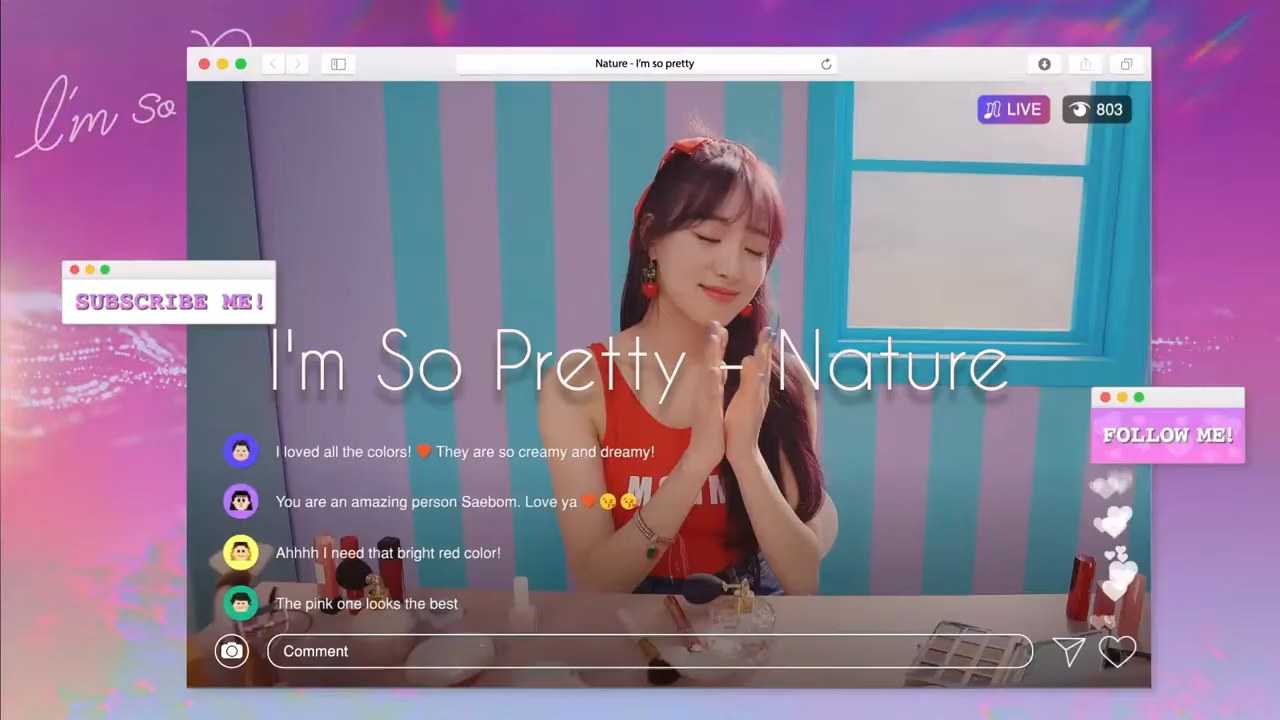 Nature - I'm so pretty
LIVE
803
I'm so
SUBSCRIBE ME!
I'm So Pretty - Nature
FOLLOW ME!
I loved all the colors! ❤️ They are so creamy and dreamy!
You are an amazing person Saebom. Love ya ❤️😘😘
Ahhhh I need that bright red color!
The pink one looks the best
Comment